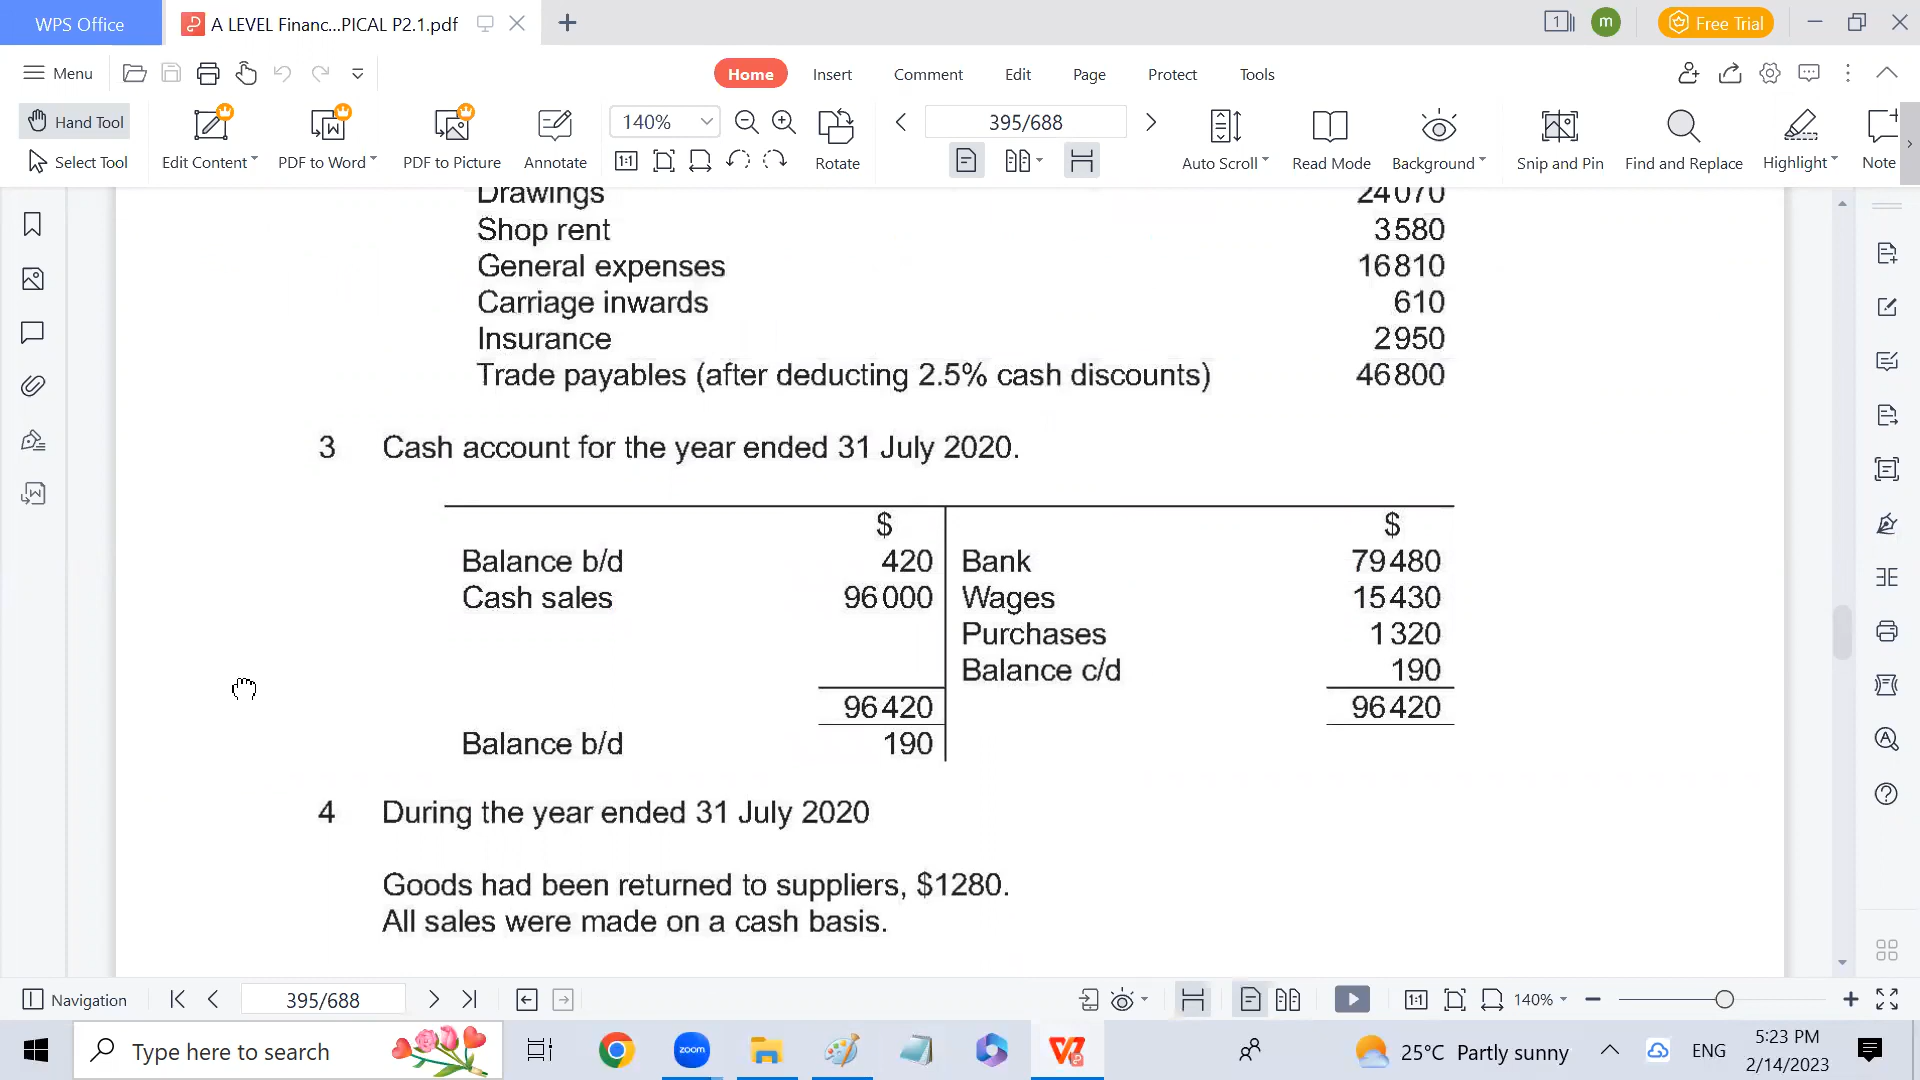 WPS Office
A LEVEL Financ...PICAL P2.1.pdf
1
m
Free Trial
Menu
Home
Insert
Comment
Edit
Page
Protect
Tools
Hand Tool
Select Tool
Edit Content
PDF to Word
PDF to Picture
Annotate
140%
1:1
Rotate
395/688
Auto Scroll
Read Mode
Background
Snip and Pin
Find and Replace
Highlight
Note
Drawings 24070
Shop rent 3580
General expenses 16810
Carriage inwards 610
Insurance 2950
Trade payables (after deducting 2.5% cash discounts) 46800
3 Cash account for the year ended 31 July 2020.
$ $
Balance b/d 420 Bank 79480
Cash sales 96000 Wages 15430
Purchases 1320
Balance c/d 190
96420 96420
Balance b/d 190
4 During the year ended 31 July 2020
Goods had been returned to suppliers, $1280.
All sales were made on a cash basis.
Navigation
395/688
1:1
140%
Type here to search
zoom
25°C Partly sunny
ENG
5:23 PM
2/14/2023